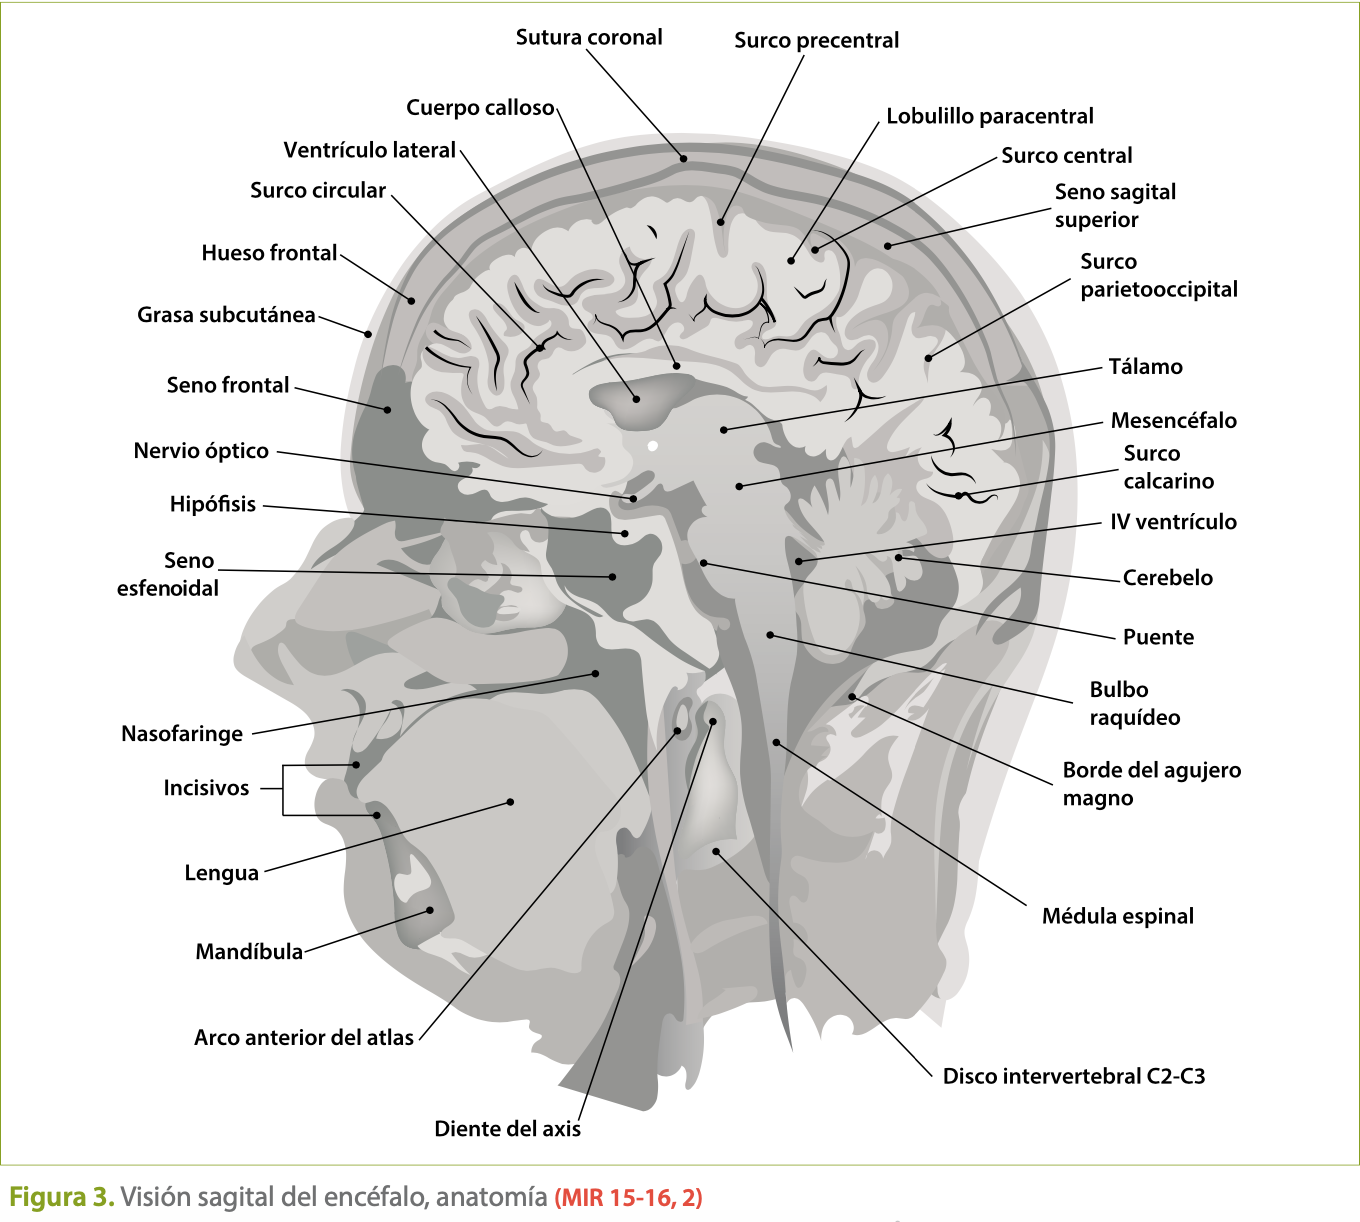 Sutura coronal
Surco precentral
Cuerpo calloso
Lobulillo paracentral
Ventrículo lateral
Surco central
Surco circular
Seno sagital
superior
Hueso frontal
Surco
parietooccipital
Grasa subcutánea
Tálamo
Seno frontal
Mesencéfalo
Nervio óptico
Surco
calcarino
Hipófisis
IV ventrículo
Seno
esfenoidal
Cerebelo
Puente
Bulbo
raquídeo
Nasofaringe
Borde del agujero
magno
Incisivos
Lengua
Médula espinal
Mandíbula
Arco anterior del atlas
Disco intervertebral C2-C3
Diente del axis
Figura 3. Visión sagital del encéfalo, anatomía (MIR 15-16, 2)